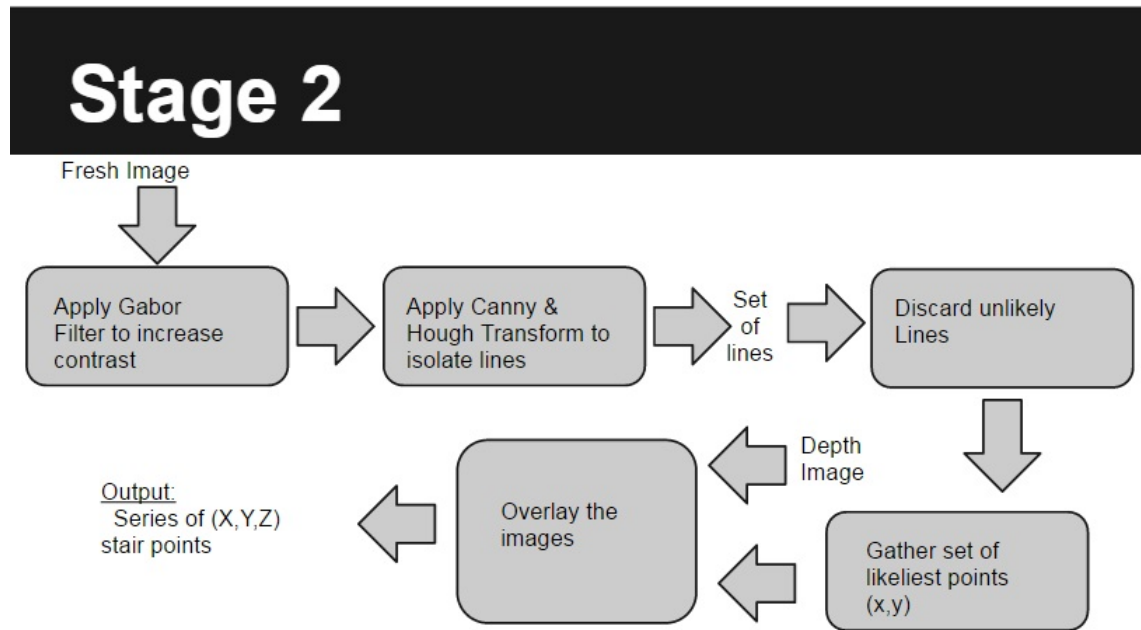 Stage 2
Fresh Image
Apply Gabor
Filter to increase
contrast
Apply Canny &
Hough Transform to
isolate lines
Set
of
lines
Discard unlikely
Lines
Gather set of
likeliest points
(x,y)
Depth
Image
Overlay the
images
Output:
Series of (X,Y,Z)
stair points